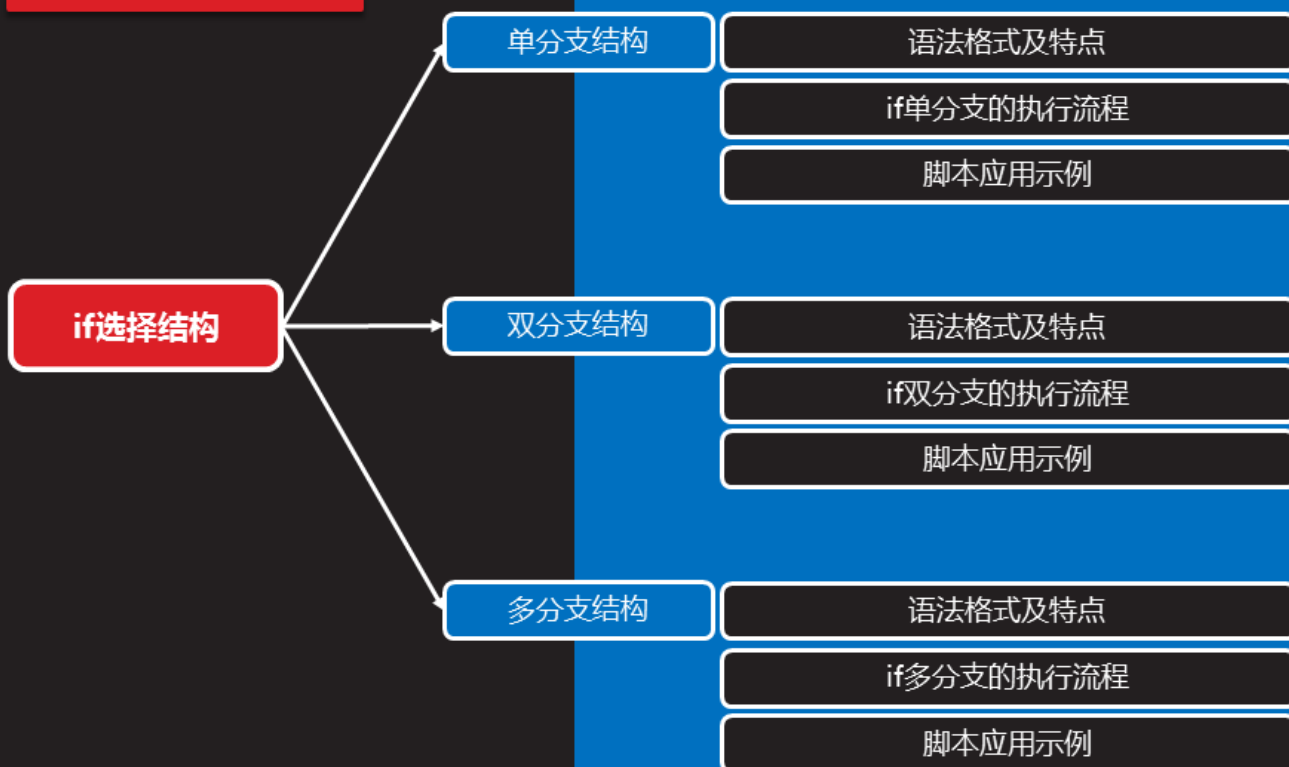 if选择结构
单分支结构
语法格式及特点
if单分支的执行流程
脚本应用示例
双分支结构
语法格式及特点
if双分支的执行流程
脚本应用示例
多分支结构
语法格式及特点
if多分支的执行流程
脚本应用示例